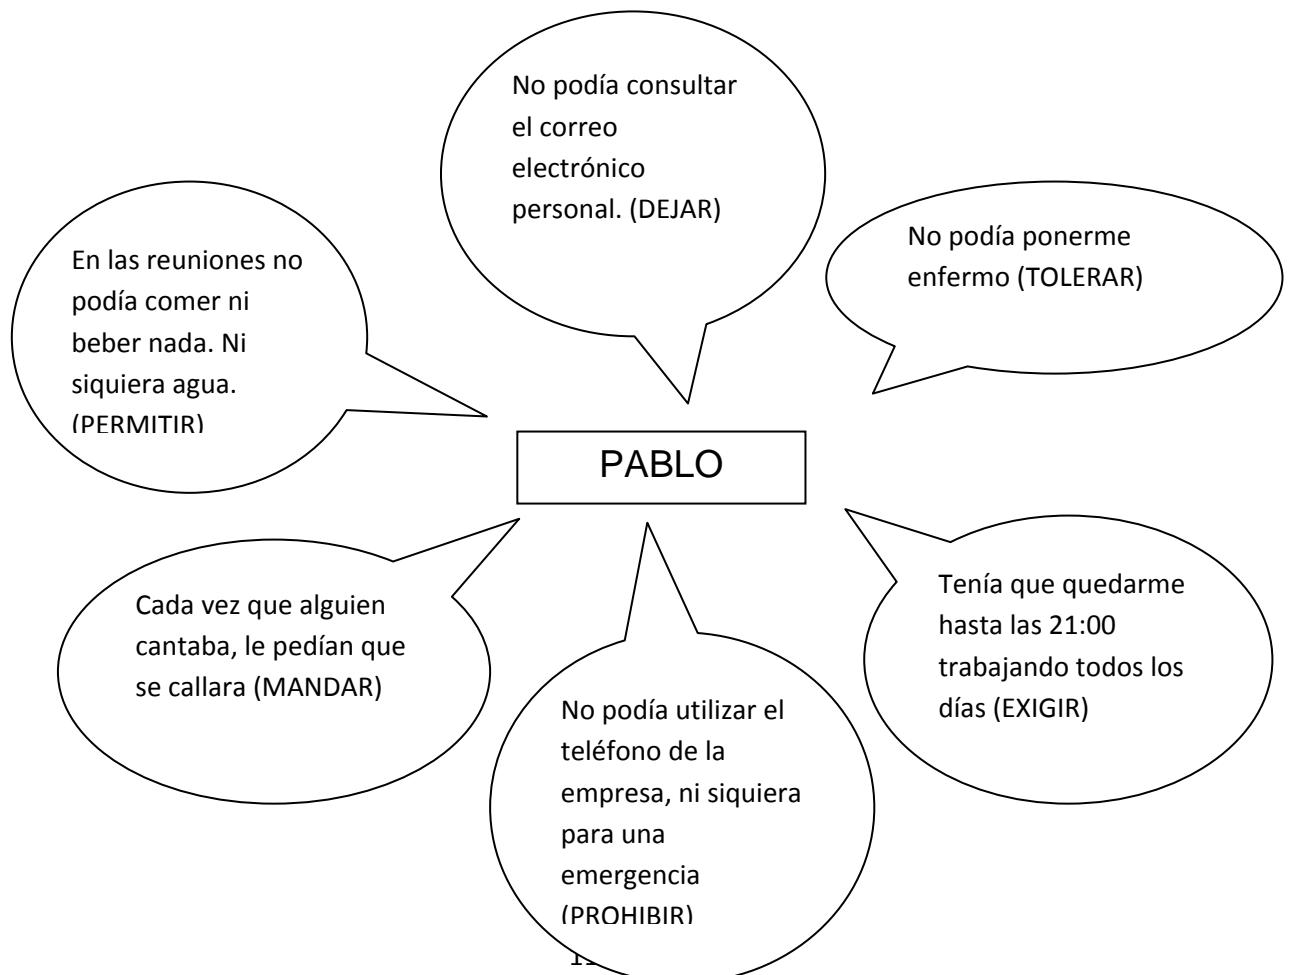 No podía consultar
el correo
electrónico
personal. (DEJAR)
No podía ponerme
enfermo (TOLERAR)
En las reuniones no
podía comer ni
beber nada. Ni
siquiera agua.
(PERMITIR)
PABLO
Cada vez que alguien
cantaba, le pedían que
se callara (MANDAR)
Tenía que quedarme
hasta las 21:00
trabajando todos los
días (EXIGIR)
No podía utilizar el
teléfono de la
empresa, ni siquiera
para una
emergencia
(PROHIBIR)